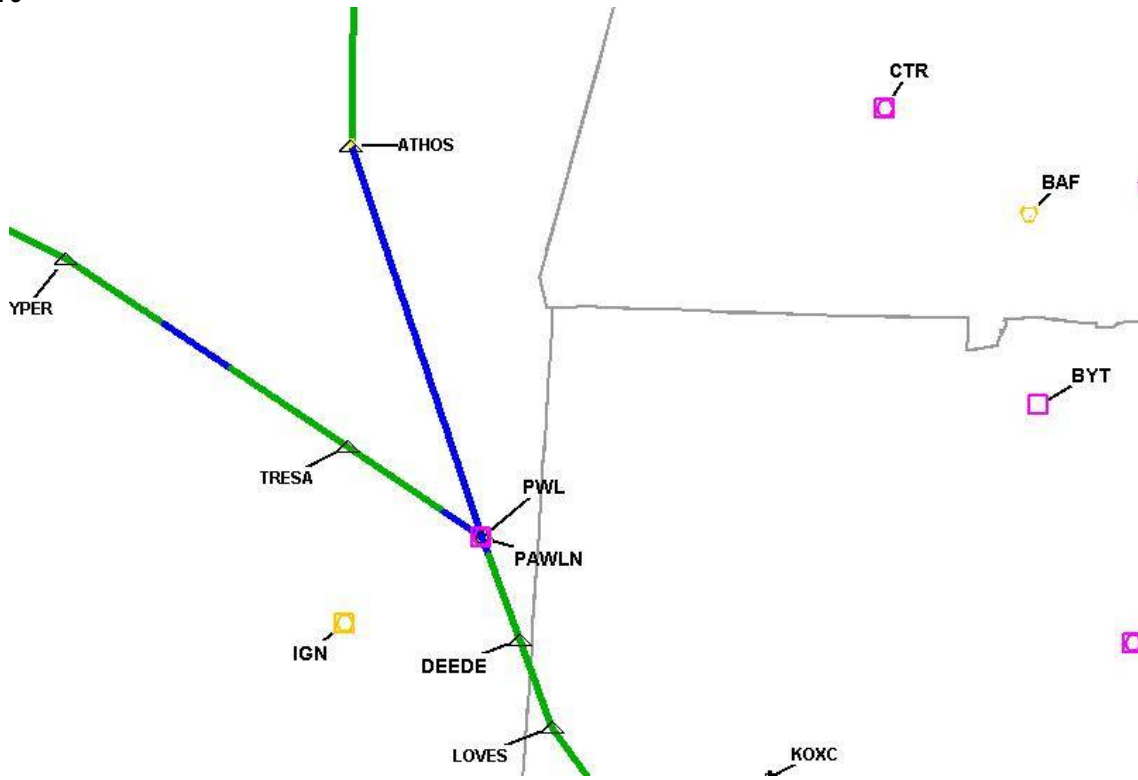 CTR
ATHOS
BAF
YPER
BYT
TRESA
PWL
PAWLN
IGN
DEEDE
LOVES
KOXC